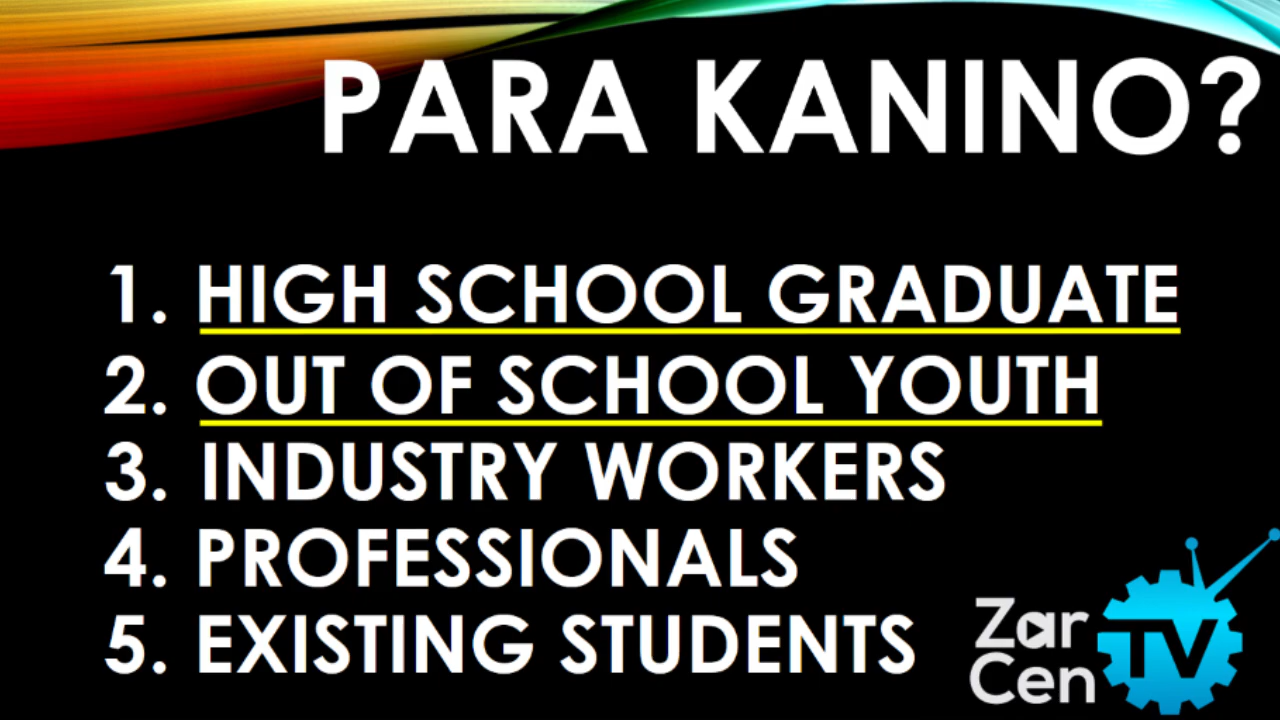 PARA KANINO?
1. HIGH SCHOOL GRADUATE
2. OUT OF SCHOOL YOUTH
3. INDUSTRY WORKERS
4. PROFESSIONALS
5. EXISTING STUDENTS
Zar
Cen
TV